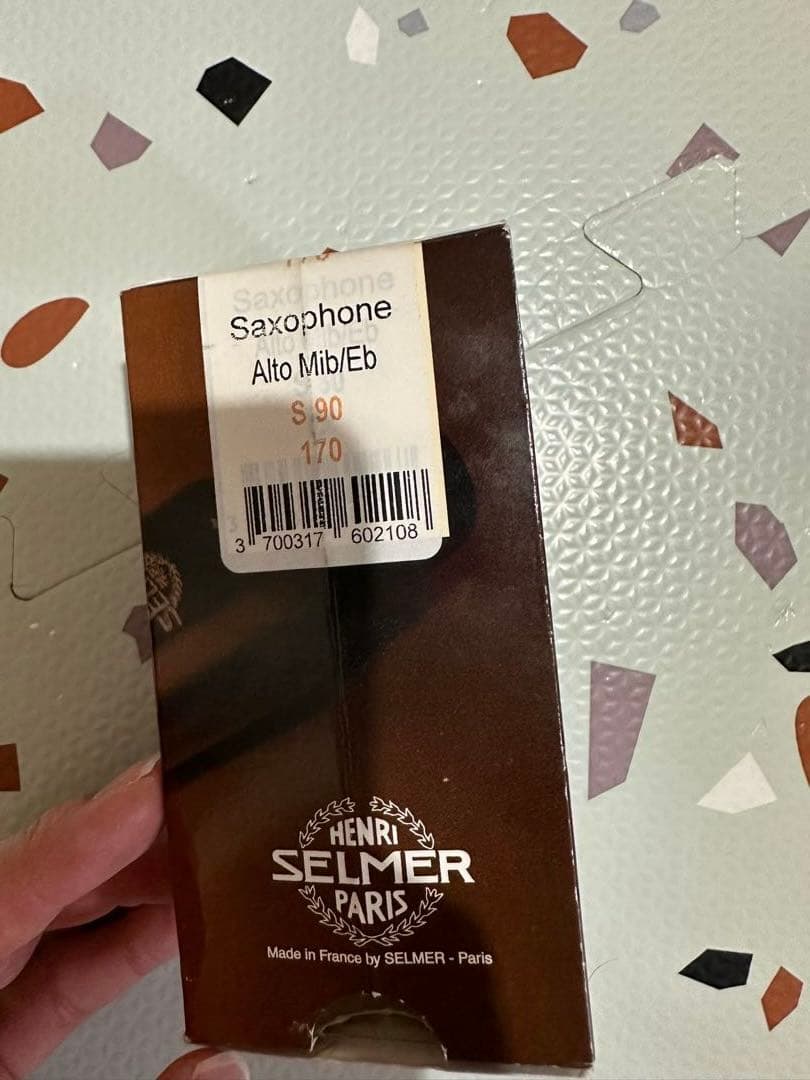 Saxophone
Alto Mib/Eb
S 90
170
3 700317 602108
HENRI
SELMER
PARIS
Made in France by SELMER - Paris